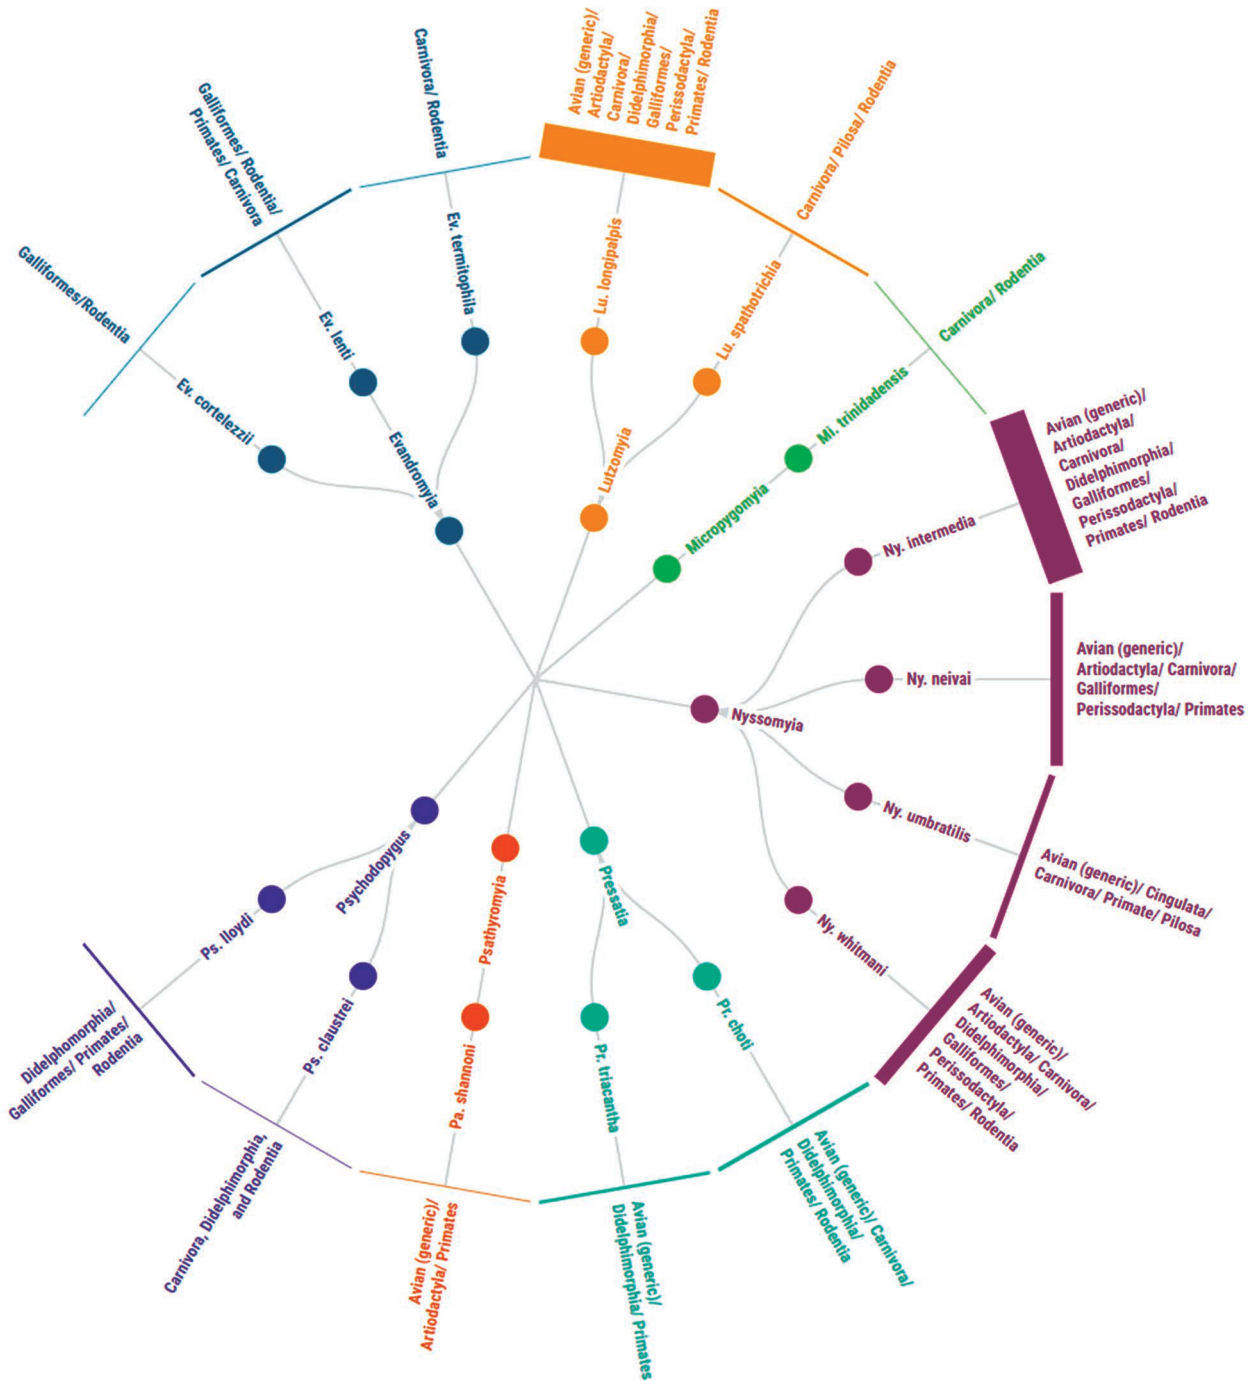 Galliformes/Rodentia
Ev. cortelezzii
Galliformes/ Rodentia/
Primates/ Carnivora
Ev. lenti
Carnivora/ Rodentia
Ev. termitophila
Evandromyia
Avian (generic)/
Artiodactyla/
Carnivora/
Didelphimorphia/
Galliformes/
Perissodactyla/
Primates/ Rodentia
Lu. longipalpis
Carnivora/ Pilosa/ Rodentia
Lu. spathotrichia
Lutzomyia
Carnivora/ Rodentia
Mi. trinidadensis
Micropygomyia
Avian (generic)/
Artiodactyla/
Carnivora/
Didelphimorphia/
Galliformes/
Perissodactyla/
Primates/ Rodentia
Ny. intermedia
Avian (generic)/
Artiodactyla/ Carnivora/
Galliformes/
Perissodactyla/ Primates
Ny. neivai
Nyssomyia
Ny. umbratilis
Avian (generic)/ Cingulata/
Carnivora/ Primate/ Pilosa
Ny. whitmani
Avian (generic)/
Artiodactyla/ Carnivora/
Didelphimorphia/
Galliformes/
Perissodactyla/
Primates/ Rodentia
Pressatia
Pr. choti
Avian (generic)/ Carnivora/
Didelphimorphia/
Primates/ Rodentia
Pr. triacantha
Avian (generic)/
Didelphimorphia/ Primates
Psathyromyia
Pa. shannoni
Avian (generic)/
Artiodactyla/ Primates
Psychodopygus
Ps. claustrei
Carnivora, Didelphimorphia,
and Rodentia
Ps. lloydi
Didelphomorphia/
Galliformes/ Primates/
Rodentia